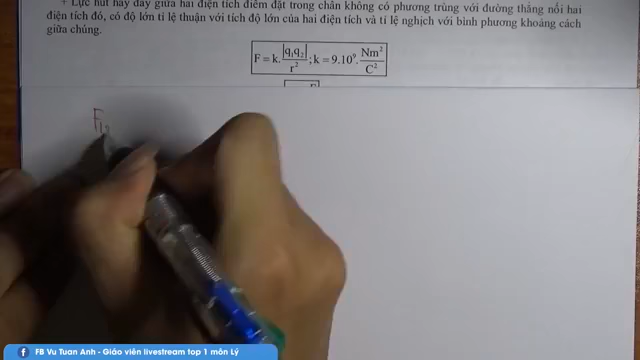 + Lực hút hay đẩy giữa hai điện tích điểm đặt trong chân không có phương trùng với đường thẳng nối hai
điện tích đó, có độ lớn tỉ lệ thuận với tích độ lớn của hai điện tích và tỉ lệ nghịch với bình phương khoảng cách
giữa chúng.
F = k.|q₁q₂|/r² ; k = 9.10⁹. Nm²/C²
F₁₂
FB Vu Tuan Anh - Giáo viên livestream top 1 môn Lý